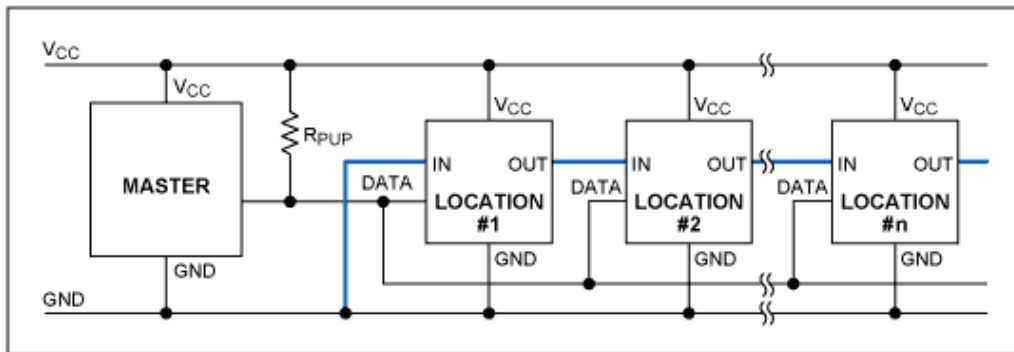 VCC
VCC
RPUP
MASTER
GND
GND
DATA
VCC
IN OUT
LOCATION
#1
GND
DATA
VCC
IN OUT
LOCATION
#2
GND
DATA
VCC
IN OUT
LOCATION
#n
GND